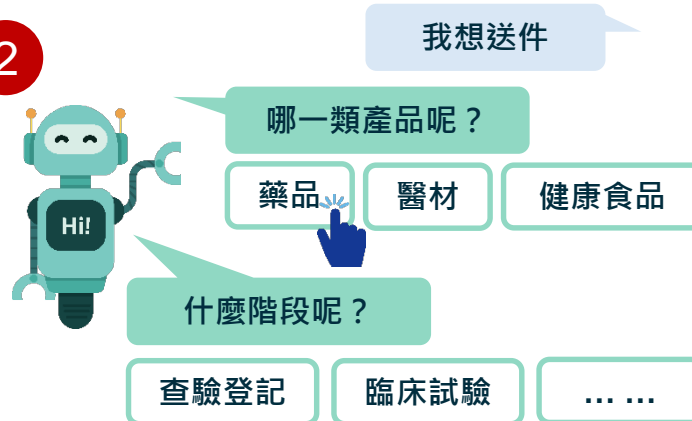 2
我想送件
哪一類產品呢？
藥品
醫材
健康食品
Hi!
什麼階段呢？
查驗登記
臨床試驗
... ...